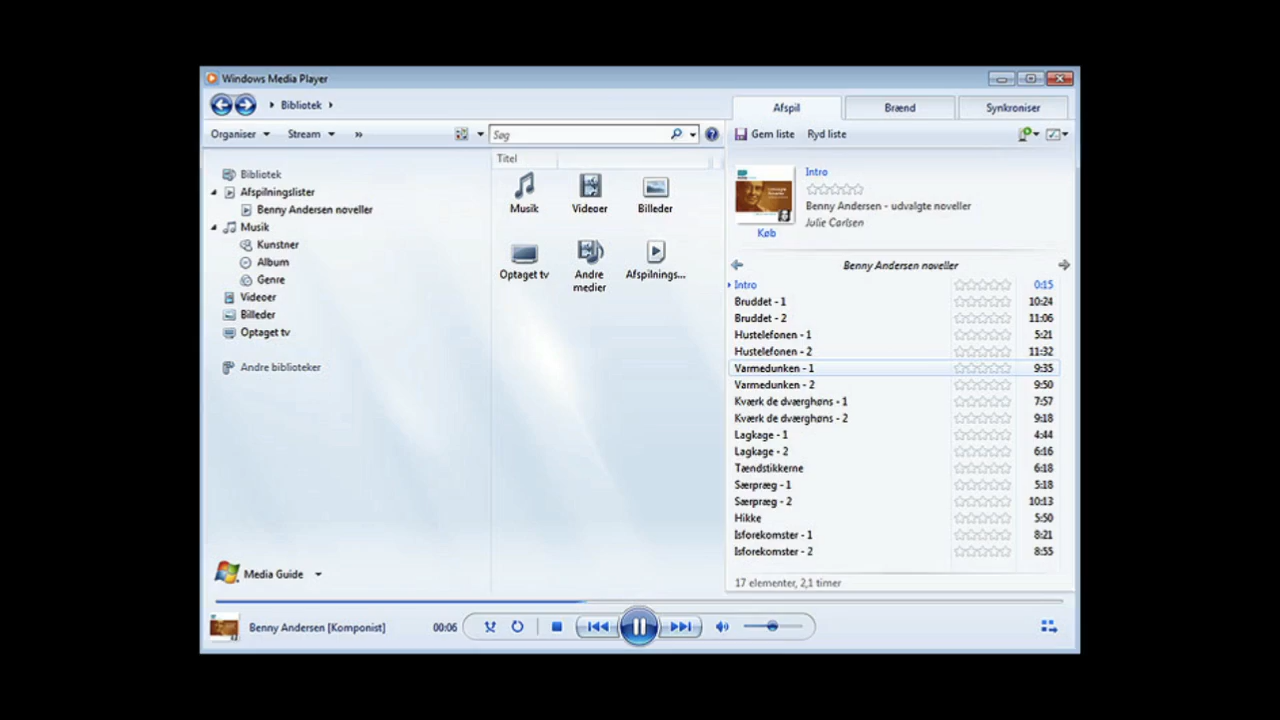 Windows Media Player
Bibliotek
Afspil
Brænd
Synkroniser
Organiser
Stream
»
Søg
Gem liste
Ryd liste
Bibliotek
Afspilningslister
Benny Andersen noveller
Musik
Kunstner
Album
Genre
Videoer
Billeder
Optaget tv
Andre biblioteker
Media Guide
Titel
Musik
Videoer
Billeder
Optaget tv
Andre
medier
Afspilnings...
Intro
Benny Andersen - udvalgte noveller
Julie Carlsen
Køb
Benny Andersen noveller
Intro 0:15
Bruddet - 1 10:24
Bruddet - 2 11:06
Hustelefonen - 1 5:21
Hustelefonen - 2 11:32
Varmedunken - 1 9:35
Varmedunken - 2 9:50
Kværk de dværghøns - 1 7:57
Kværk de dværghøns - 2 9:18
Lagkage - 1 4:44
Lagkage - 2 6:16
Tændstikkerne 6:18
Særpræg - 1 5:18
Særpræg - 2 10:13
Hikke 5:50
Isforekomster - 1 8:21
Isforekomster - 2 8:55
17 elementer, 2,1 timer
Benny Andersen [Komponist]
00:06